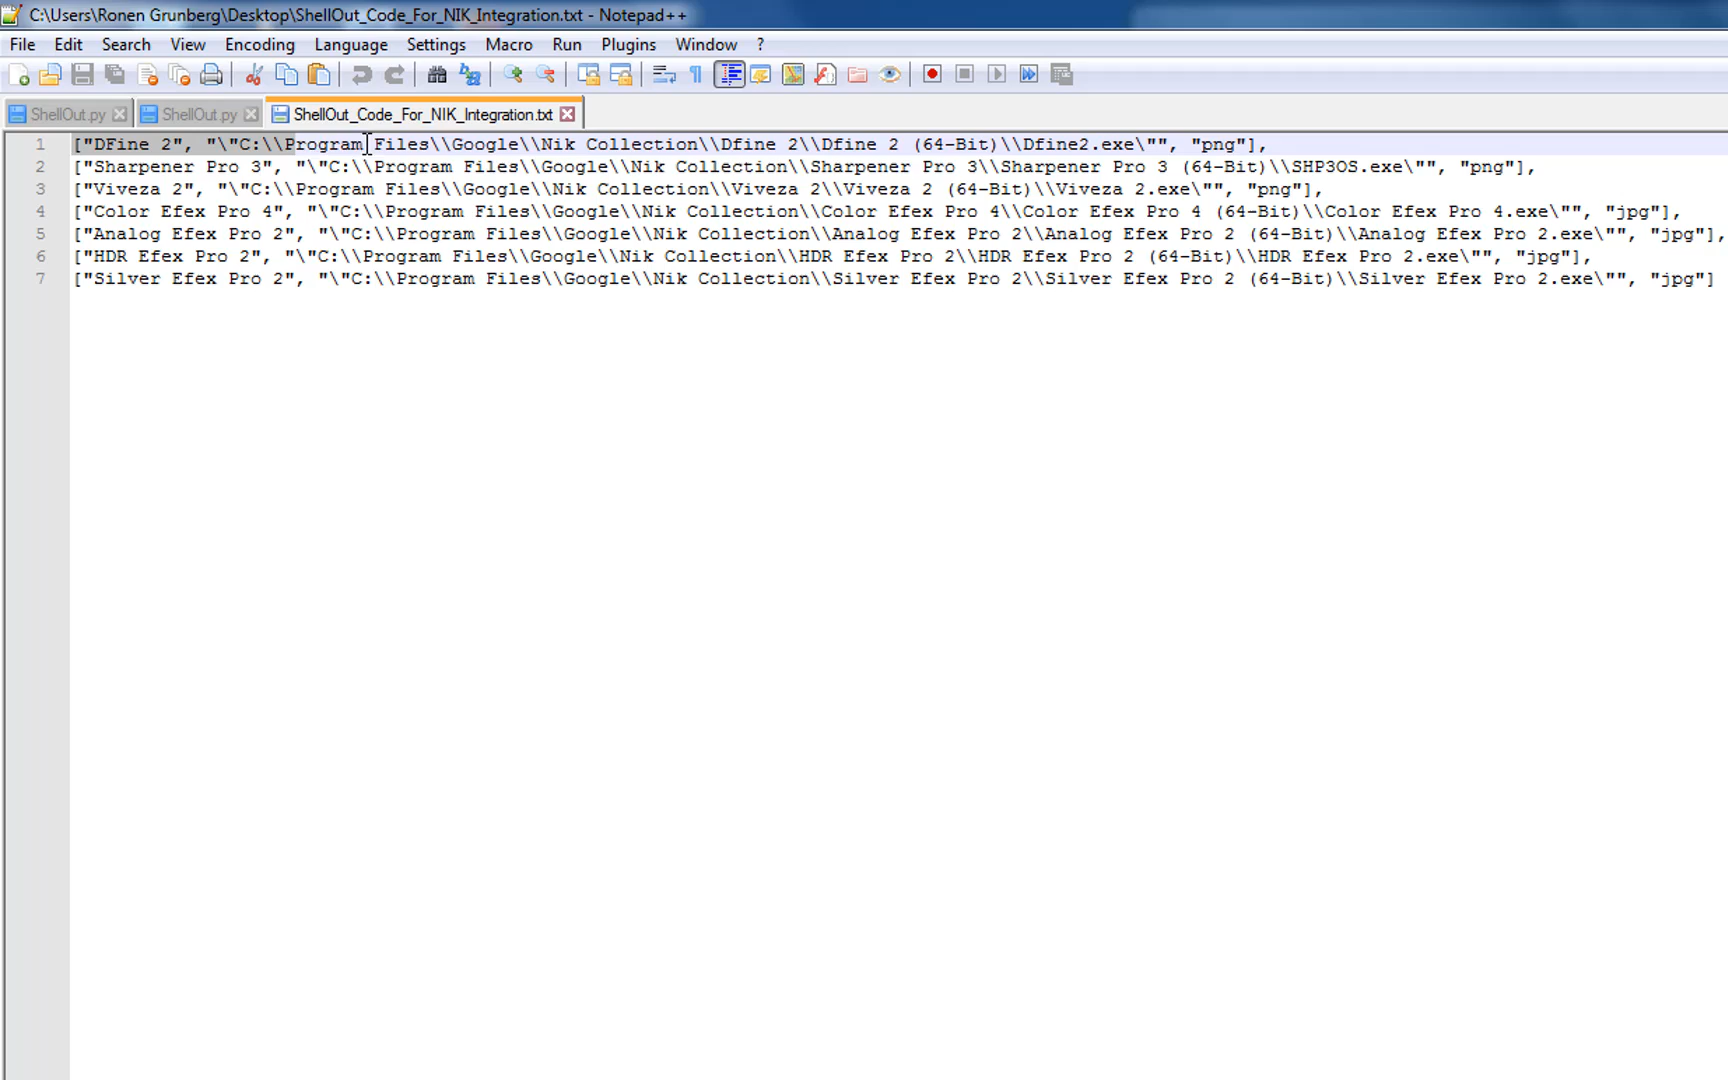 C:\Users\Ronen Grunberg\Desktop\ShellOut_Code_For_NIK_Integration.txt - Notepad++
File Edit Search View Encoding Language Settings Macro Run Plugins Window ?
ShellOut.py ShellOut.py ShellOut_Code_For_NIK_Integration.txt
1 ["DFine 2", "\"C:\\Program Files\\Google\\Nik Collection\\Dfine 2\\Dfine 2 (64-Bit)\\Dfine2.exe\"", "png"],
2 ["Sharpener Pro 3", "\"C:\\Program Files\\Google\\Nik Collection\\Sharpener Pro 3\\Sharpener Pro 3 (64-Bit)\\SHP3OS.exe\"", "png"],
3 ["Viveza 2", "\"C:\\Program Files\\Google\\Nik Collection\\Viveza 2\\Viveza 2 (64-Bit)\\Viveza 2.exe\"", "png"],
4 ["Color Efex Pro 4", "\"C:\\Program Files\\Google\\Nik Collection\\Color Efex Pro 4\\Color Efex Pro 4 (64-Bit)\\Color Efex Pro 4.exe\"", "jpg"],
5 ["Analog Efex Pro 2", "\"C:\\Program Files\\Google\\Nik Collection\\Analog Efex Pro 2\\Analog Efex Pro 2 (64-Bit)\\Analog Efex Pro 2.exe\"", "jpg"],
6 ["HDR Efex Pro 2", "\"C:\\Program Files\\Google\\Nik Collection\\HDR Efex Pro 2\\HDR Efex Pro 2 (64-Bit)\\HDR Efex Pro 2.exe\"", "jpg"],
7 ["Silver Efex Pro 2", "\"C:\\Program Files\\Google\\Nik Collection\\Silver Efex Pro 2\\Silver Efex Pro 2 (64-Bit)\\Silver Efex Pro 2.exe\"", "jpg"]